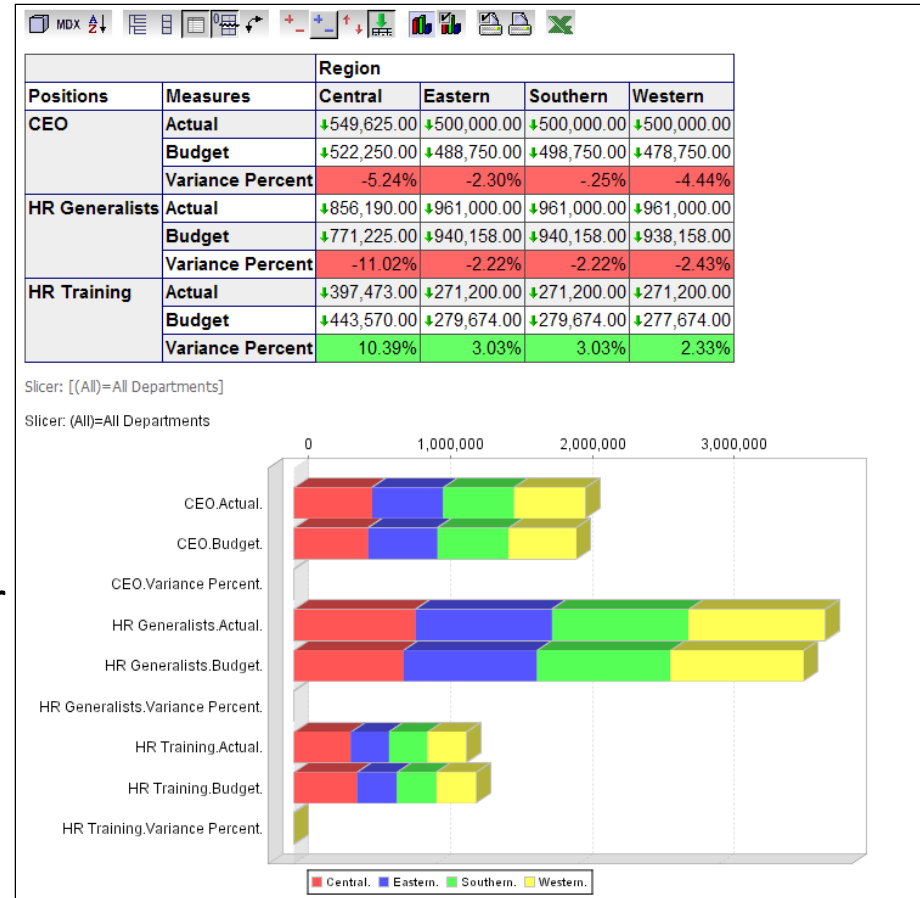 MDX A Z 0
Region
Positions Measures Central Eastern Southern Western
CEO Actual 549,625.00 500,000.00 500,000.00 500,000.00
Budget 522,250.00 488,750.00 498,750.00 478,750.00
Variance Percent -5.24% -2.30% -.25% -4.44%
HR Generalists Actual 856,190.00 961,000.00 961,000.00 961,000.00
Budget 771,225.00 940,158.00 940,158.00 938,158.00
Variance Percent -11.02% -2.22% -2.22% -2.43%
HR Training Actual 397,473.00 271,200.00 271,200.00 271,200.00
Budget 443,570.00 279,674.00 279,674.00 277,674.00
Variance Percent 10.39% 3.03% 3.03% 2.33%
Slicer: [(All)=All Departments]
Slicer: (All)=All Departments
0 1,000,000 2,000,000 3,000,000
CEO.Actual.
CEO.Budget.
CEO.Variance Percent.
HR Generalists.Actual.
HR Generalists.Budget.
HR Generalists.Variance Percent.
HR Training.Actual.
HR Training.Budget.
HR Training.Variance Percent.
Central. Eastern. Southern. Western.